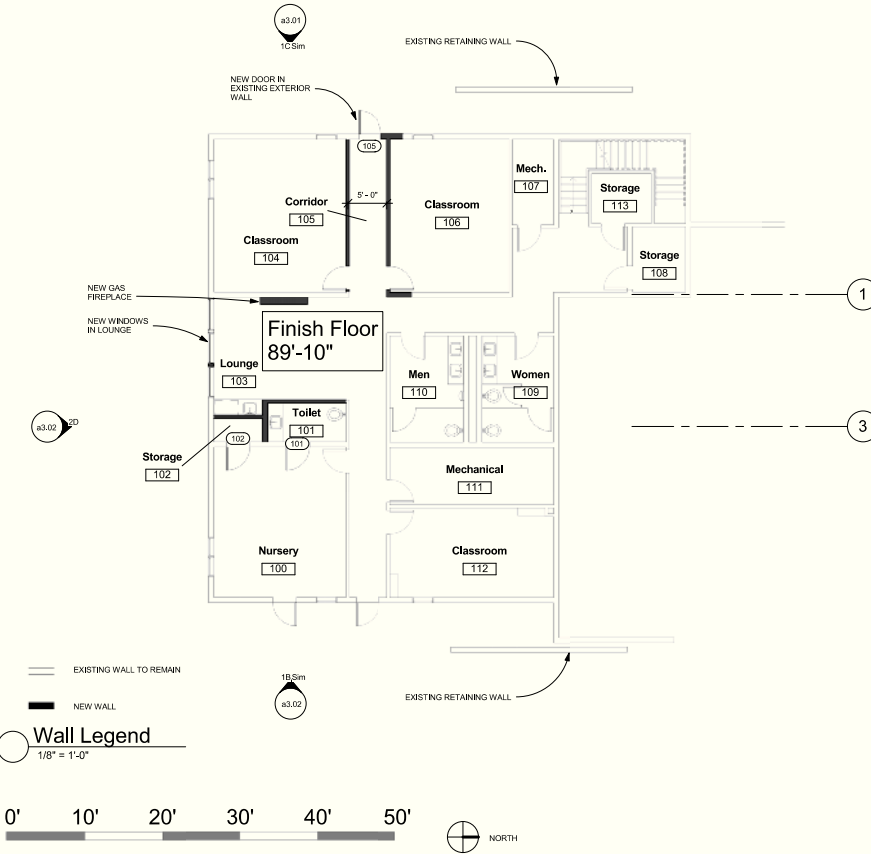 a3.01
1C Sim
EXISTING RETAINING WALL
NEW DOOR IN
EXISTING EXTERIOR
WALL
105
Mech.
107
Storage
113
5' - 0"
Corridor
105
Classroom
106
Classroom
104
Storage
108
NEW GAS
FIREPLACE
1
NEW WINDOWS
IN LOUNGE
Finish Floor
89'-10"
Lounge
103
Men
110
Women
109
Toilet
101
a3.02
2D
3
102
101
Storage
102
Mechanical
111
Nursery
100
Classroom
112
EXISTING WALL TO REMAIN
1B Sim
a3.02
EXISTING RETAINING WALL
NEW WALL
Wall Legend
1/8" = 1'-0"
0' 10' 20' 30' 40' 50'
NORTH